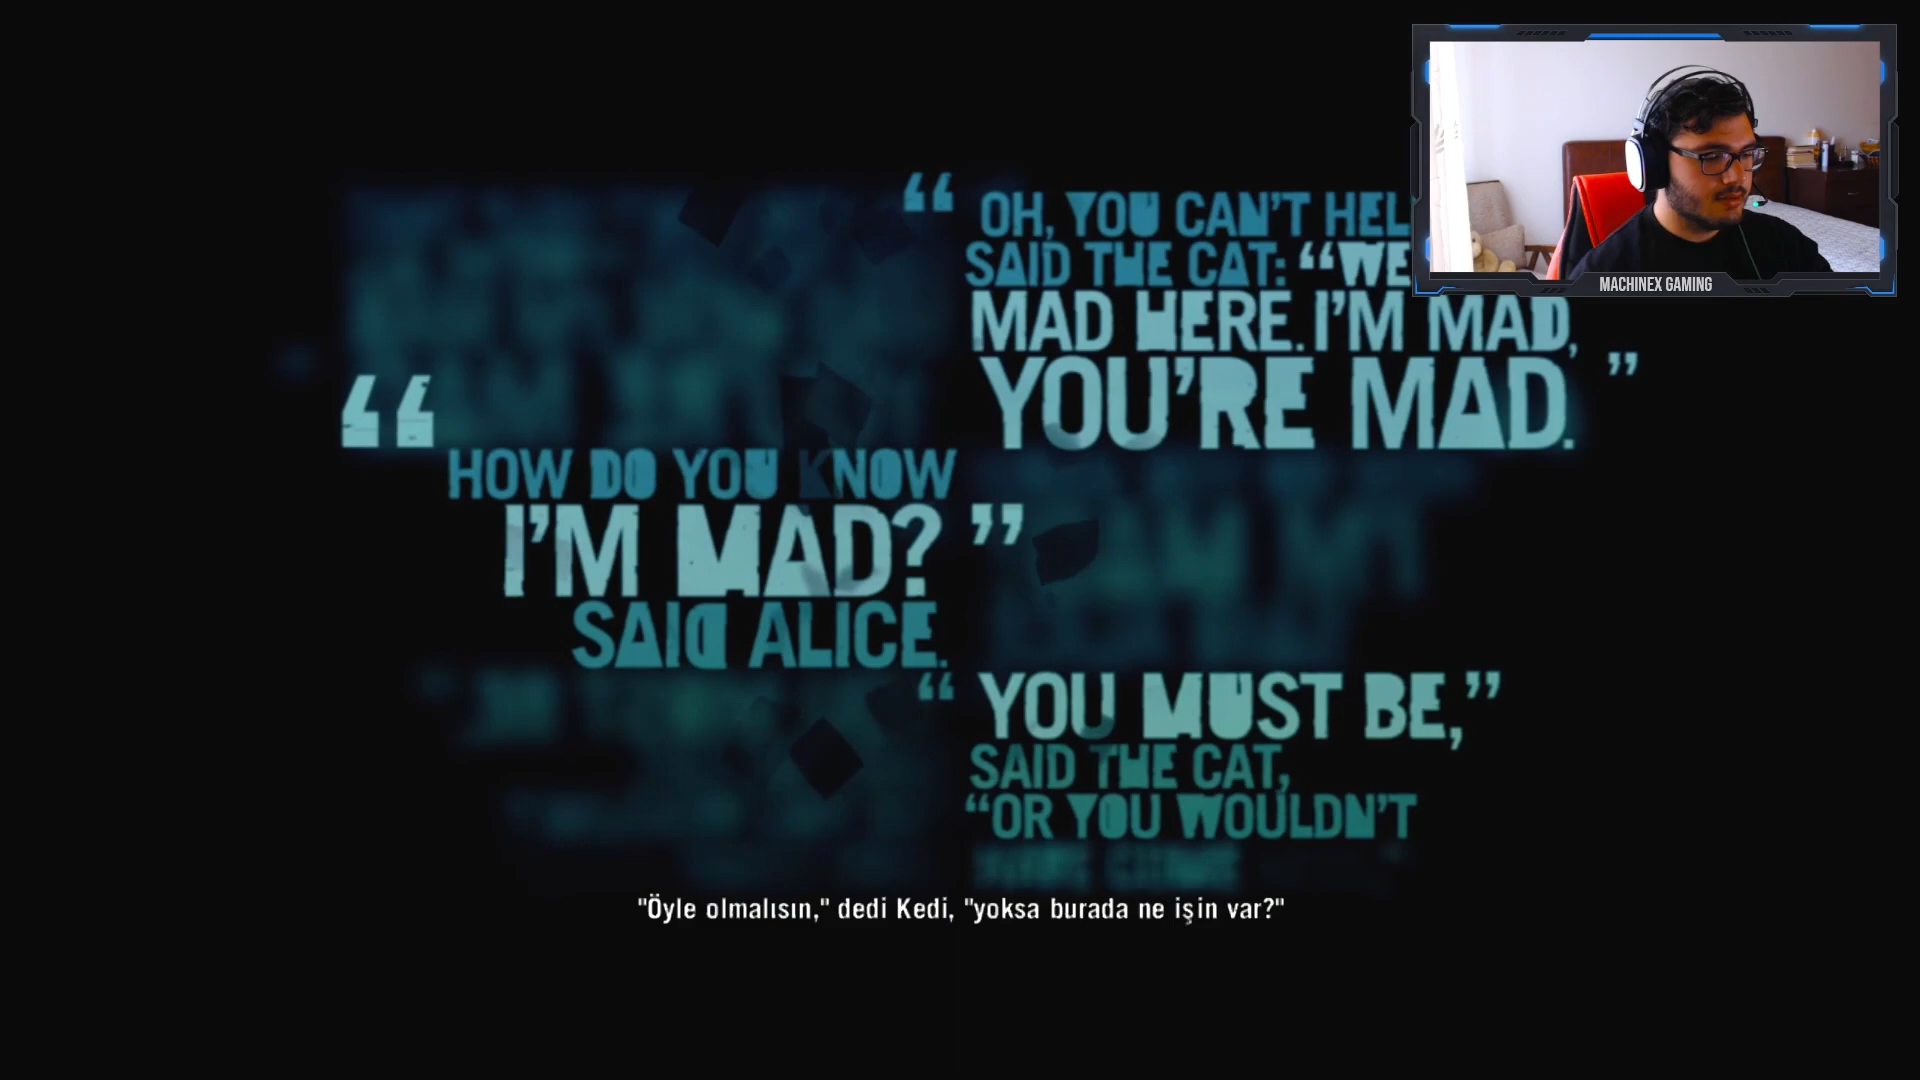 “ OH, YOU CAN’T HEL
SAID THE CAT: “WE
MAD HERE. I’M MAD,
YOU’RE MAD. ”
“ HOW DO YOU KNOW
I’M MAD? ”
SAID ALICE.
“ YOU MUST BE,”
SAID THE CAT,
“OR YOU WOULDN’T
"Öyle olmalısın," dedi Kedi, "yoksa burada ne işin var?"
MACHINEX GAMING